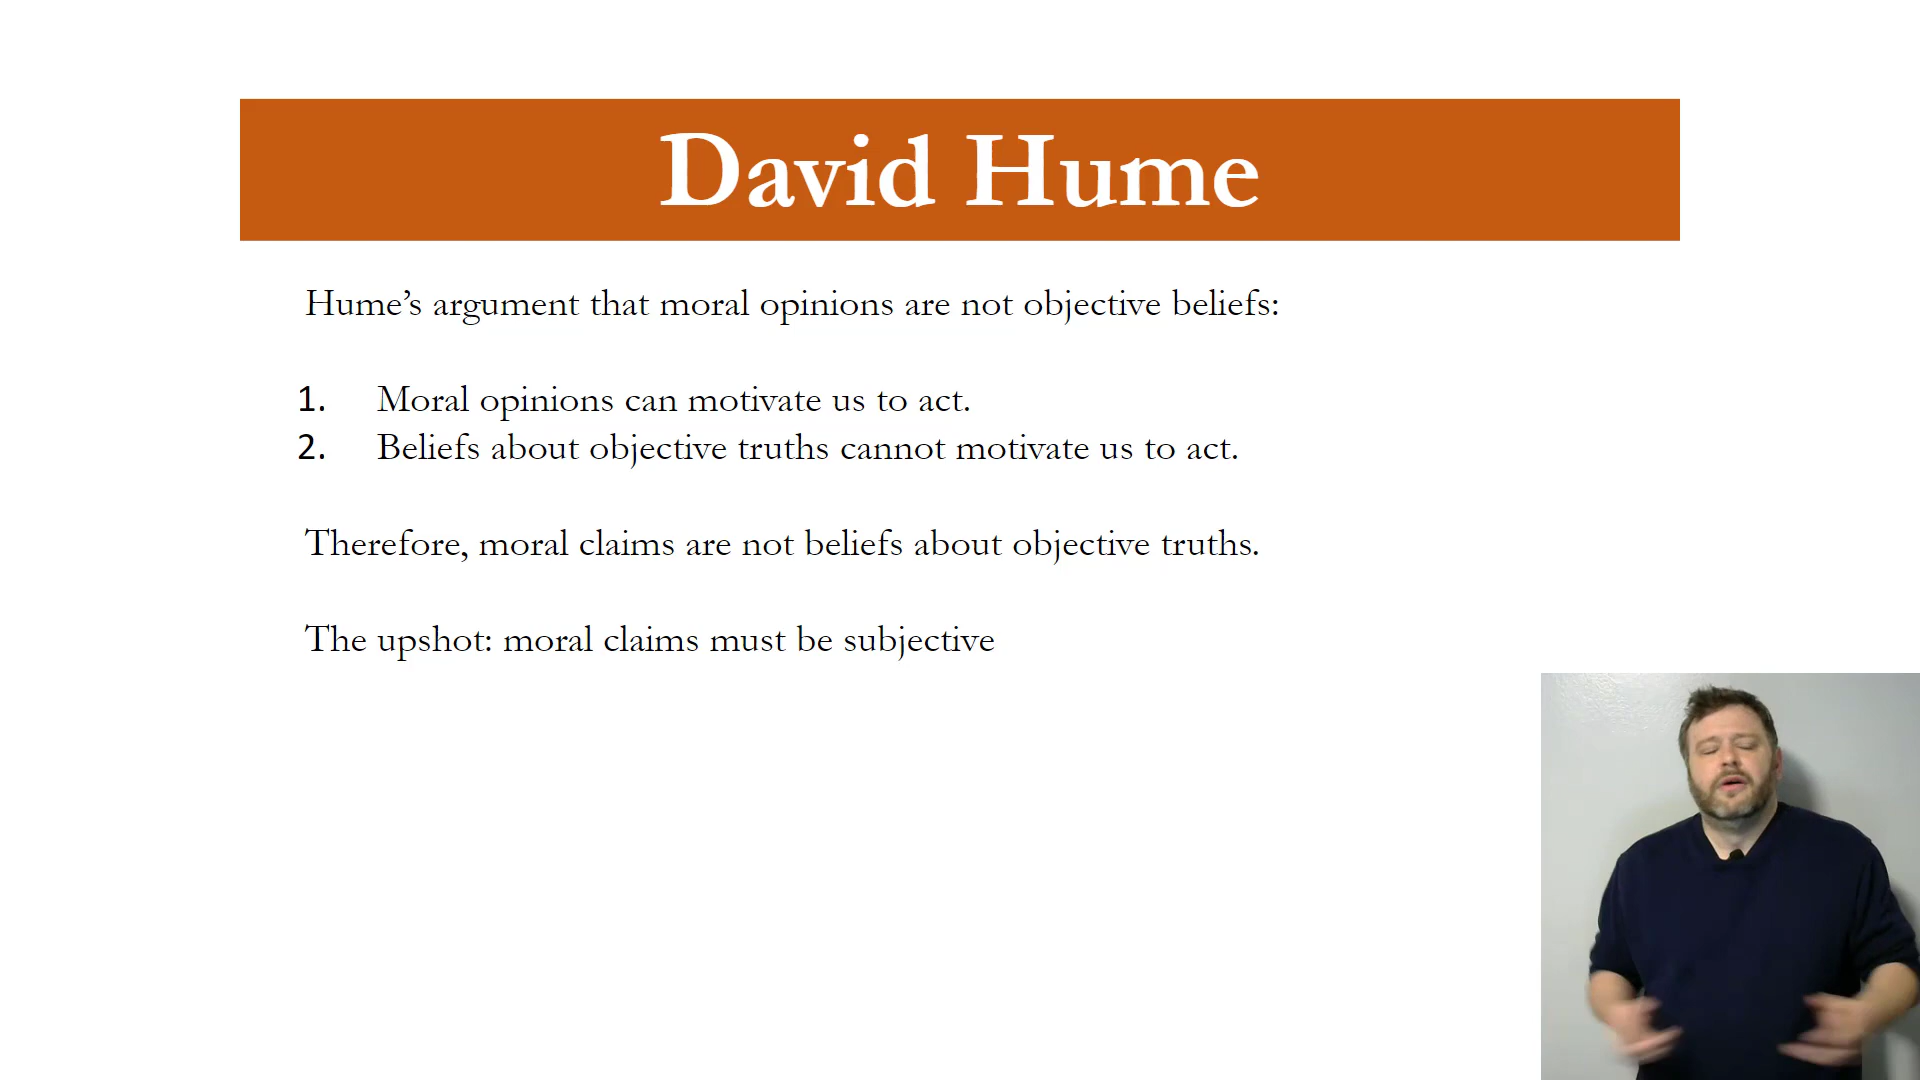 David Hume
Hume’s argument that moral opinions are not objective beliefs:
1. Moral opinions can motivate us to act.
2. Beliefs about objective truths cannot motivate us to act.
Therefore, moral claims are not beliefs about objective truths.
The upshot: moral claims must be subjective